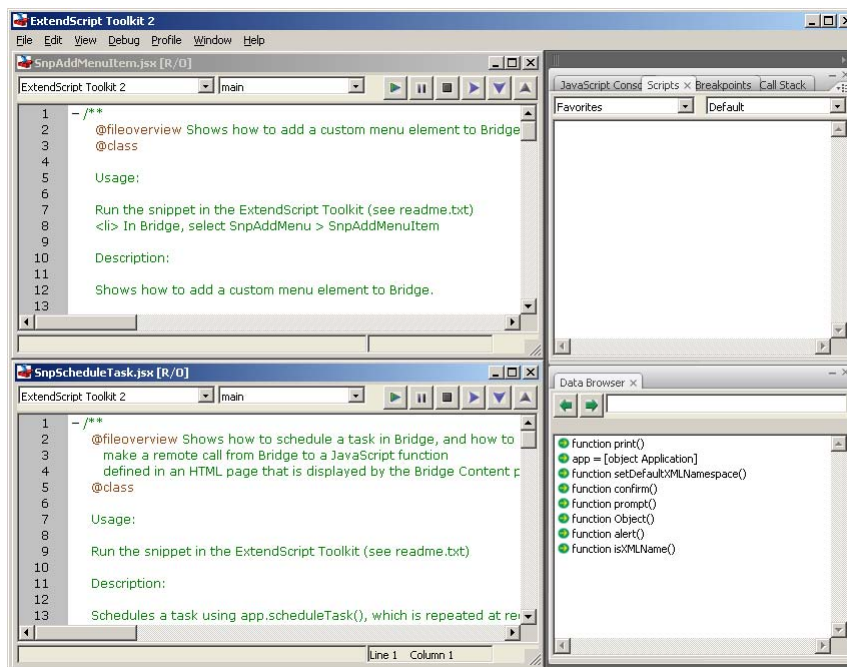 ExtendScript Toolkit 2
File Edit View Debug Profile Window Help
SnpAddMenuItem.jsx [R/O]
ExtendScript Toolkit 2 main
1 - /**
2 @fileoverview Shows how to add a custom menu element to Bridge
3 @class
4
5 Usage:
6
7 Run the snippet in the ExtendScript Toolkit (see readme.txt)
8 <li> In Bridge, select SnpAddMenu > SnpAddMenuItem
9
10 Description:
11
12 Shows how to add a custom menu element to Bridge.
13
SnpScheduleTask.jsx [R/O]
ExtendScript Toolkit 2 main
1 - /**
2 @fileoverview Shows how to schedule a task in Bridge, and how to
3 make a remote call from Bridge to a JavaScript function
4 defined in an HTML page that is displayed by the Bridge Content p
5 @class
6
7 Usage:
8
9 Run the snippet in the ExtendScript Toolkit (see readme.txt)
10
11 Description:
12
13 Schedules a task using app.scheduleTask(), which is repeated at re
Line 1 Column 1
JavaScript Consc Scripts Breakpoints Call Stack
Favorites Default
Data Browser
function print()
app = [object Application]
function setDefaultXMLNamespace()
function confirm()
function prompt()
function Object()
function alert()
function isXMLName()